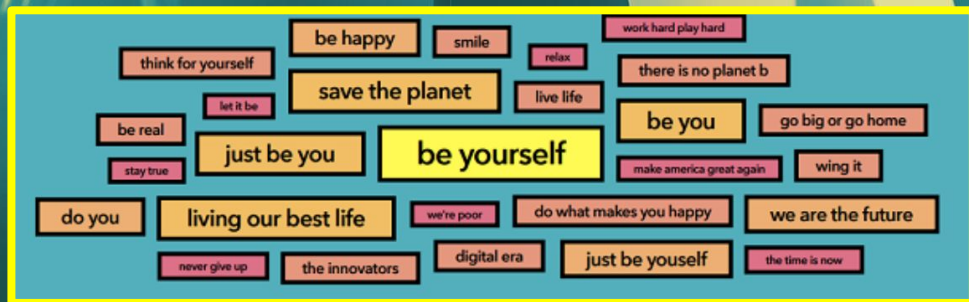 work hard play hard
be happy
smile
relax
think for yourself
there is no planet b
save the planet
live life
let it be
be real
be you
go big or go home
just be you
be yourself
stay true
make america great again
wing it
do you
living our best life
we're poor
do what makes you happy
we are the future
never give up
the innovators
digital era
just be youself
the time is now